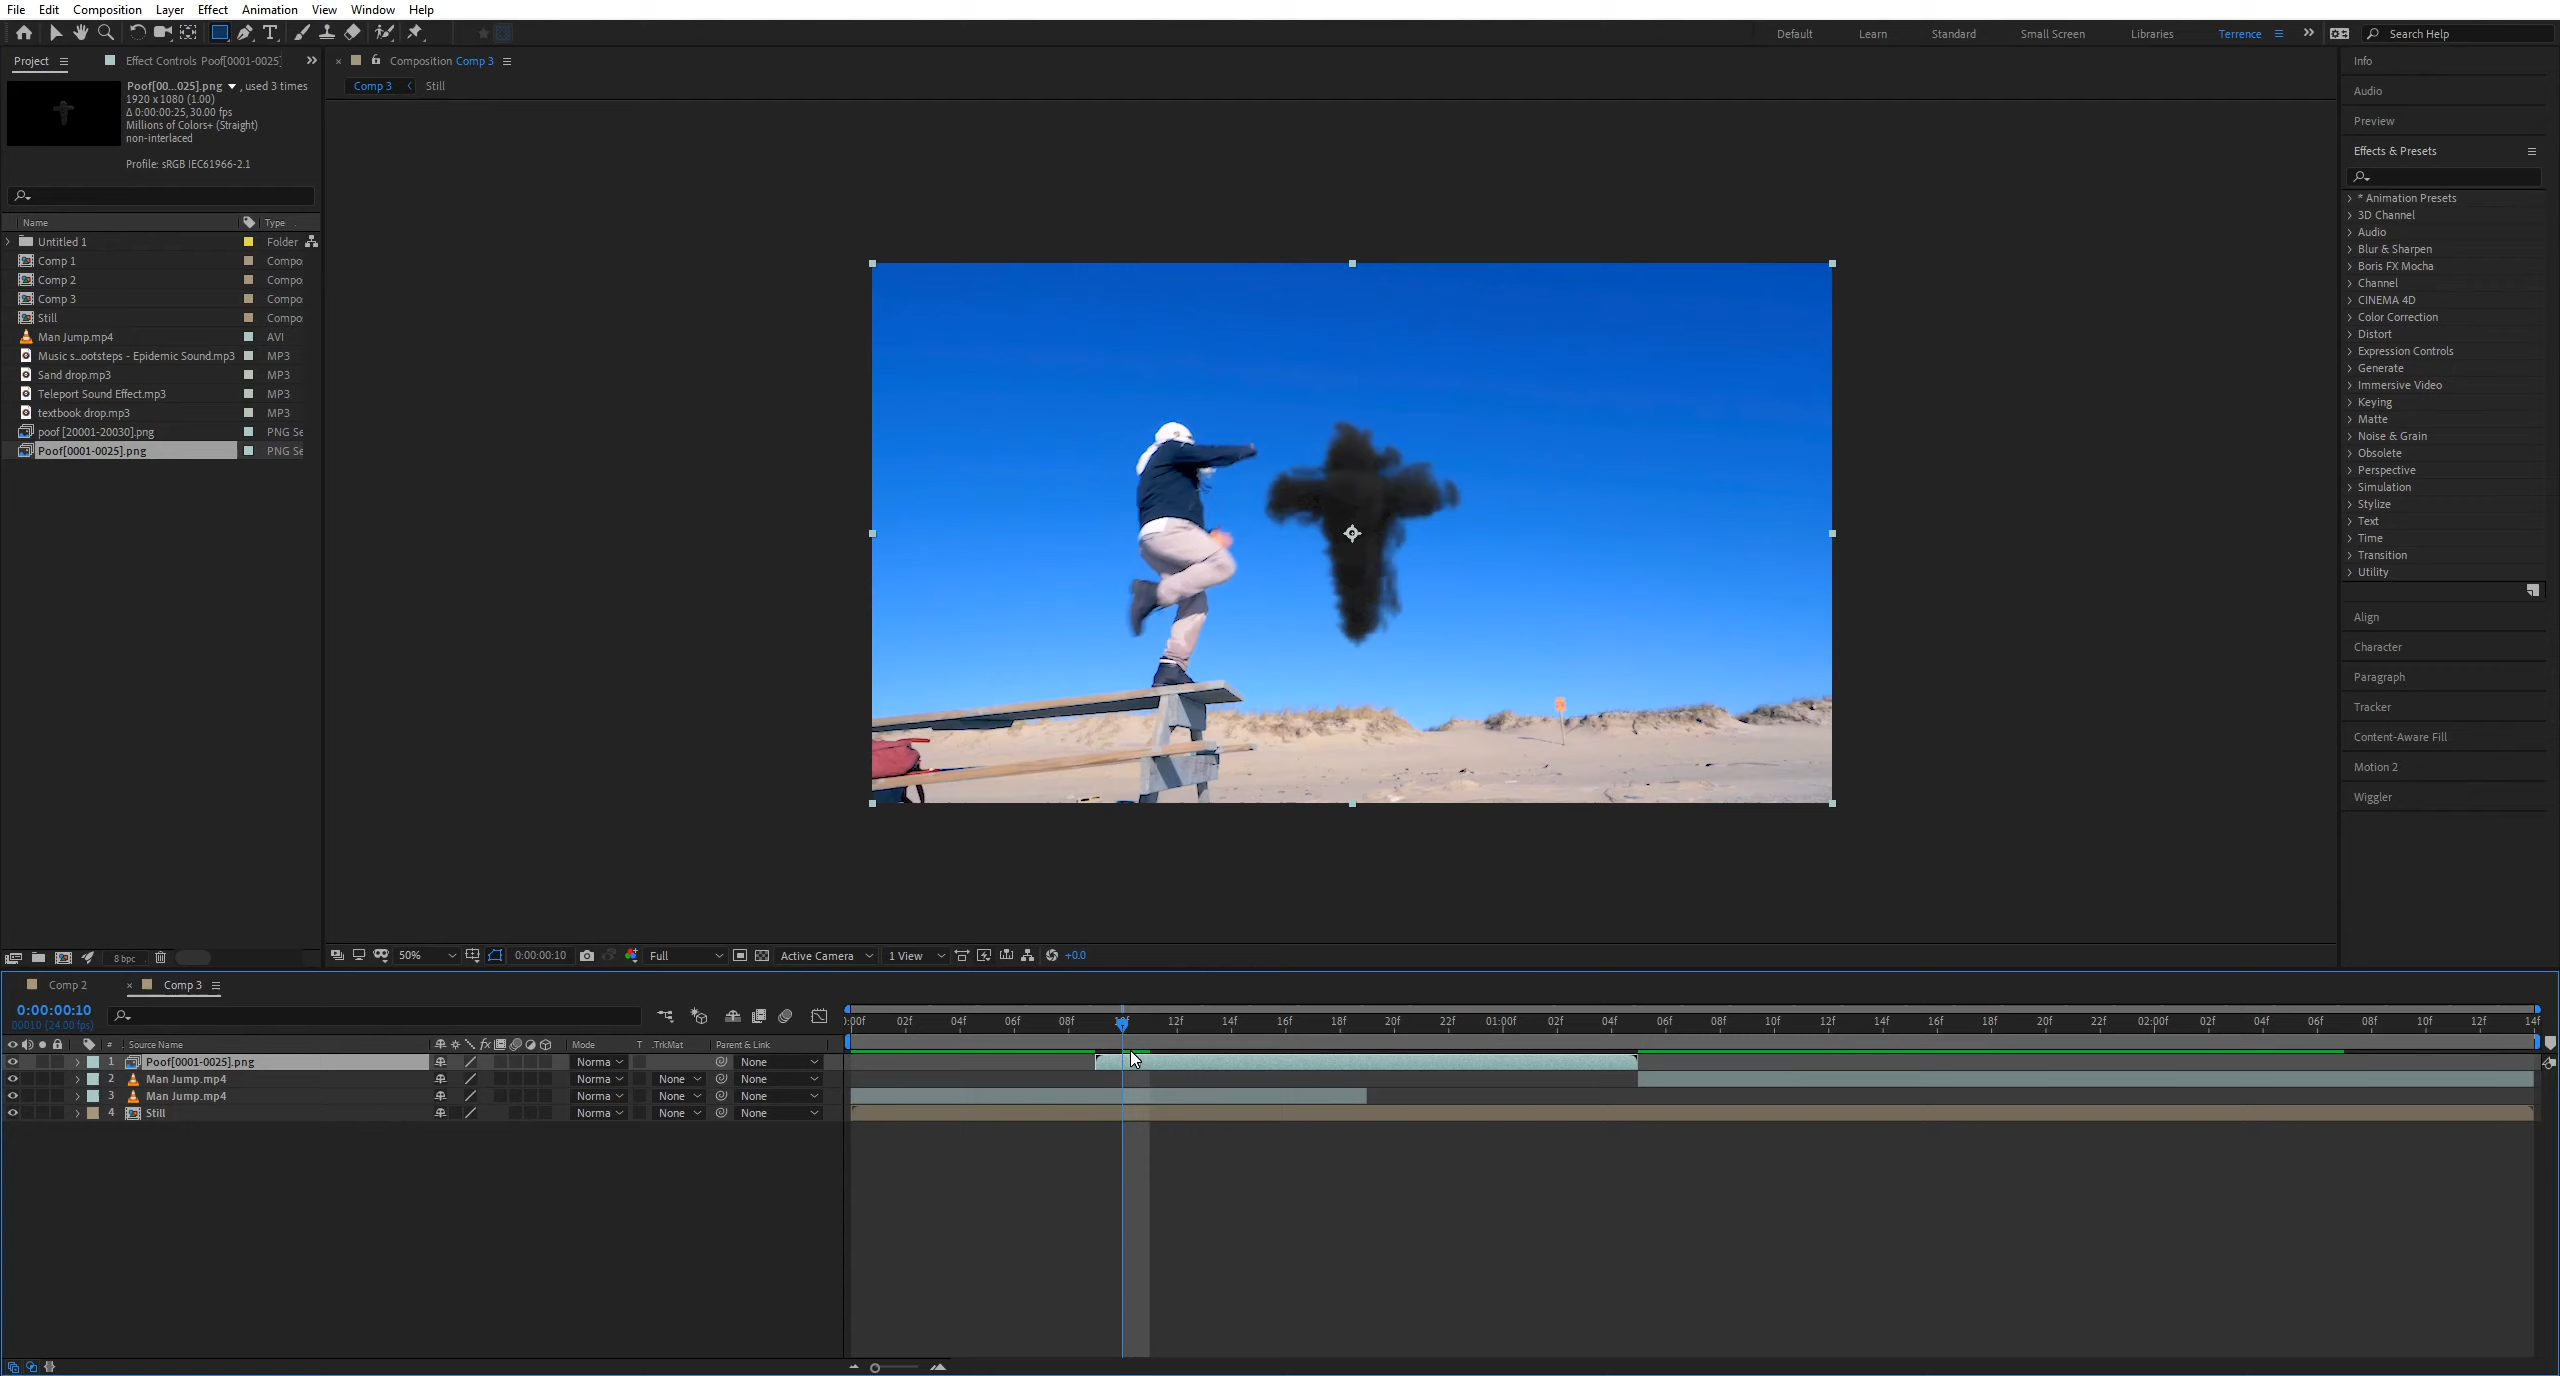 File Edit Composition Layer Effect Animation View Window Help
Default Learn Standard Small Screen Libraries Terrence Search Help
Project Effect Controls Poof[0001-0025]
Poof[00...025].png , used 3 times
1920 x 1080 (1.00)
Δ 0:00:00:25, 30.00 fps
Millions of Colors+ (Straight)
non-interlaced
Profile: sRGB IEC61966-2.1
Name Type
Untitled 1 Folder
Comp 1 Compo
Comp 2 Compo
Comp 3 Compo
Still Compo
Man Jump.mp4 AVI
Music s...ootsteps - Epidemic Sound.mp3 MP3
Sand drop.mp3 MP3
Teleport Sound Effect.mp3 MP3
textbook drop.mp3 MP3
poof [20001-20030].png PNG Se
Poof[0001-0025].png PNG Se
8 bpc
Composition Comp 3
Comp 3 Still
50% 0:00:00:10 Full Active Camera 1 View +0.0
Info
Audio
Preview
Effects & Presets
* Animation Presets
3D Channel
Audio
Blur & Sharpen
Boris FX Mocha
Channel
CINEMA 4D
Color Correction
Distort
Expression Controls
Generate
Immersive Video
Keying
Matte
Noise & Grain
Obsolete
Perspective
Simulation
Stylize
Text
Time
Transition
Utility
Align
Character
Paragraph
Tracker
Content-Aware Fill
Motion 2
Wiggler
Comp 2 Comp 3
0:00:00:10
00010 (24.00 fps)
:00f 02f 04f 06f 08f 10f 12f 14f 16f 18f 20f 22f 01:00f 02f 04f 06f 08f 10f 12f 14f 16f 18f 20f 22f 02:00f 02f 04f 06f 08f 10f 12f 14f
# Source Name Mode T .TrkMat Parent & Link
1 Poof[0001-0025].png Norma None
2 Man Jump.mp4 Norma None None
3 Man Jump.mp4 Norma None None
4 Still Norma None None